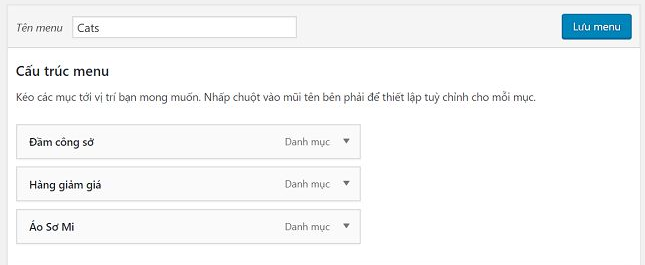 Tên menu Cats Lưu menu
Cấu trúc menu
Kéo các mục tới vị trí bạn mong muốn. Nhấp chuột vào mũi tên bên phải để thiết lập tuỳ chỉnh cho mỗi mục.
Đầm công sở Danh mục
Hàng giảm giá Danh mục
Áo Sơ Mi Danh mục